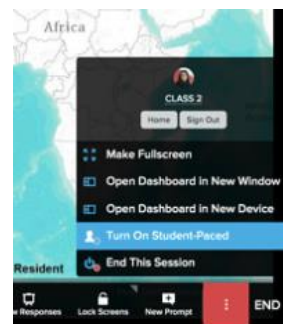 Africa
CLASS 2
Home Sign Out
Make Fullscreen
Open Dashboard in New Window
Open Dashboard in New Device
Turn On Student-Paced
Resident
End This Session
w Responses Lock Screens New Prompt END